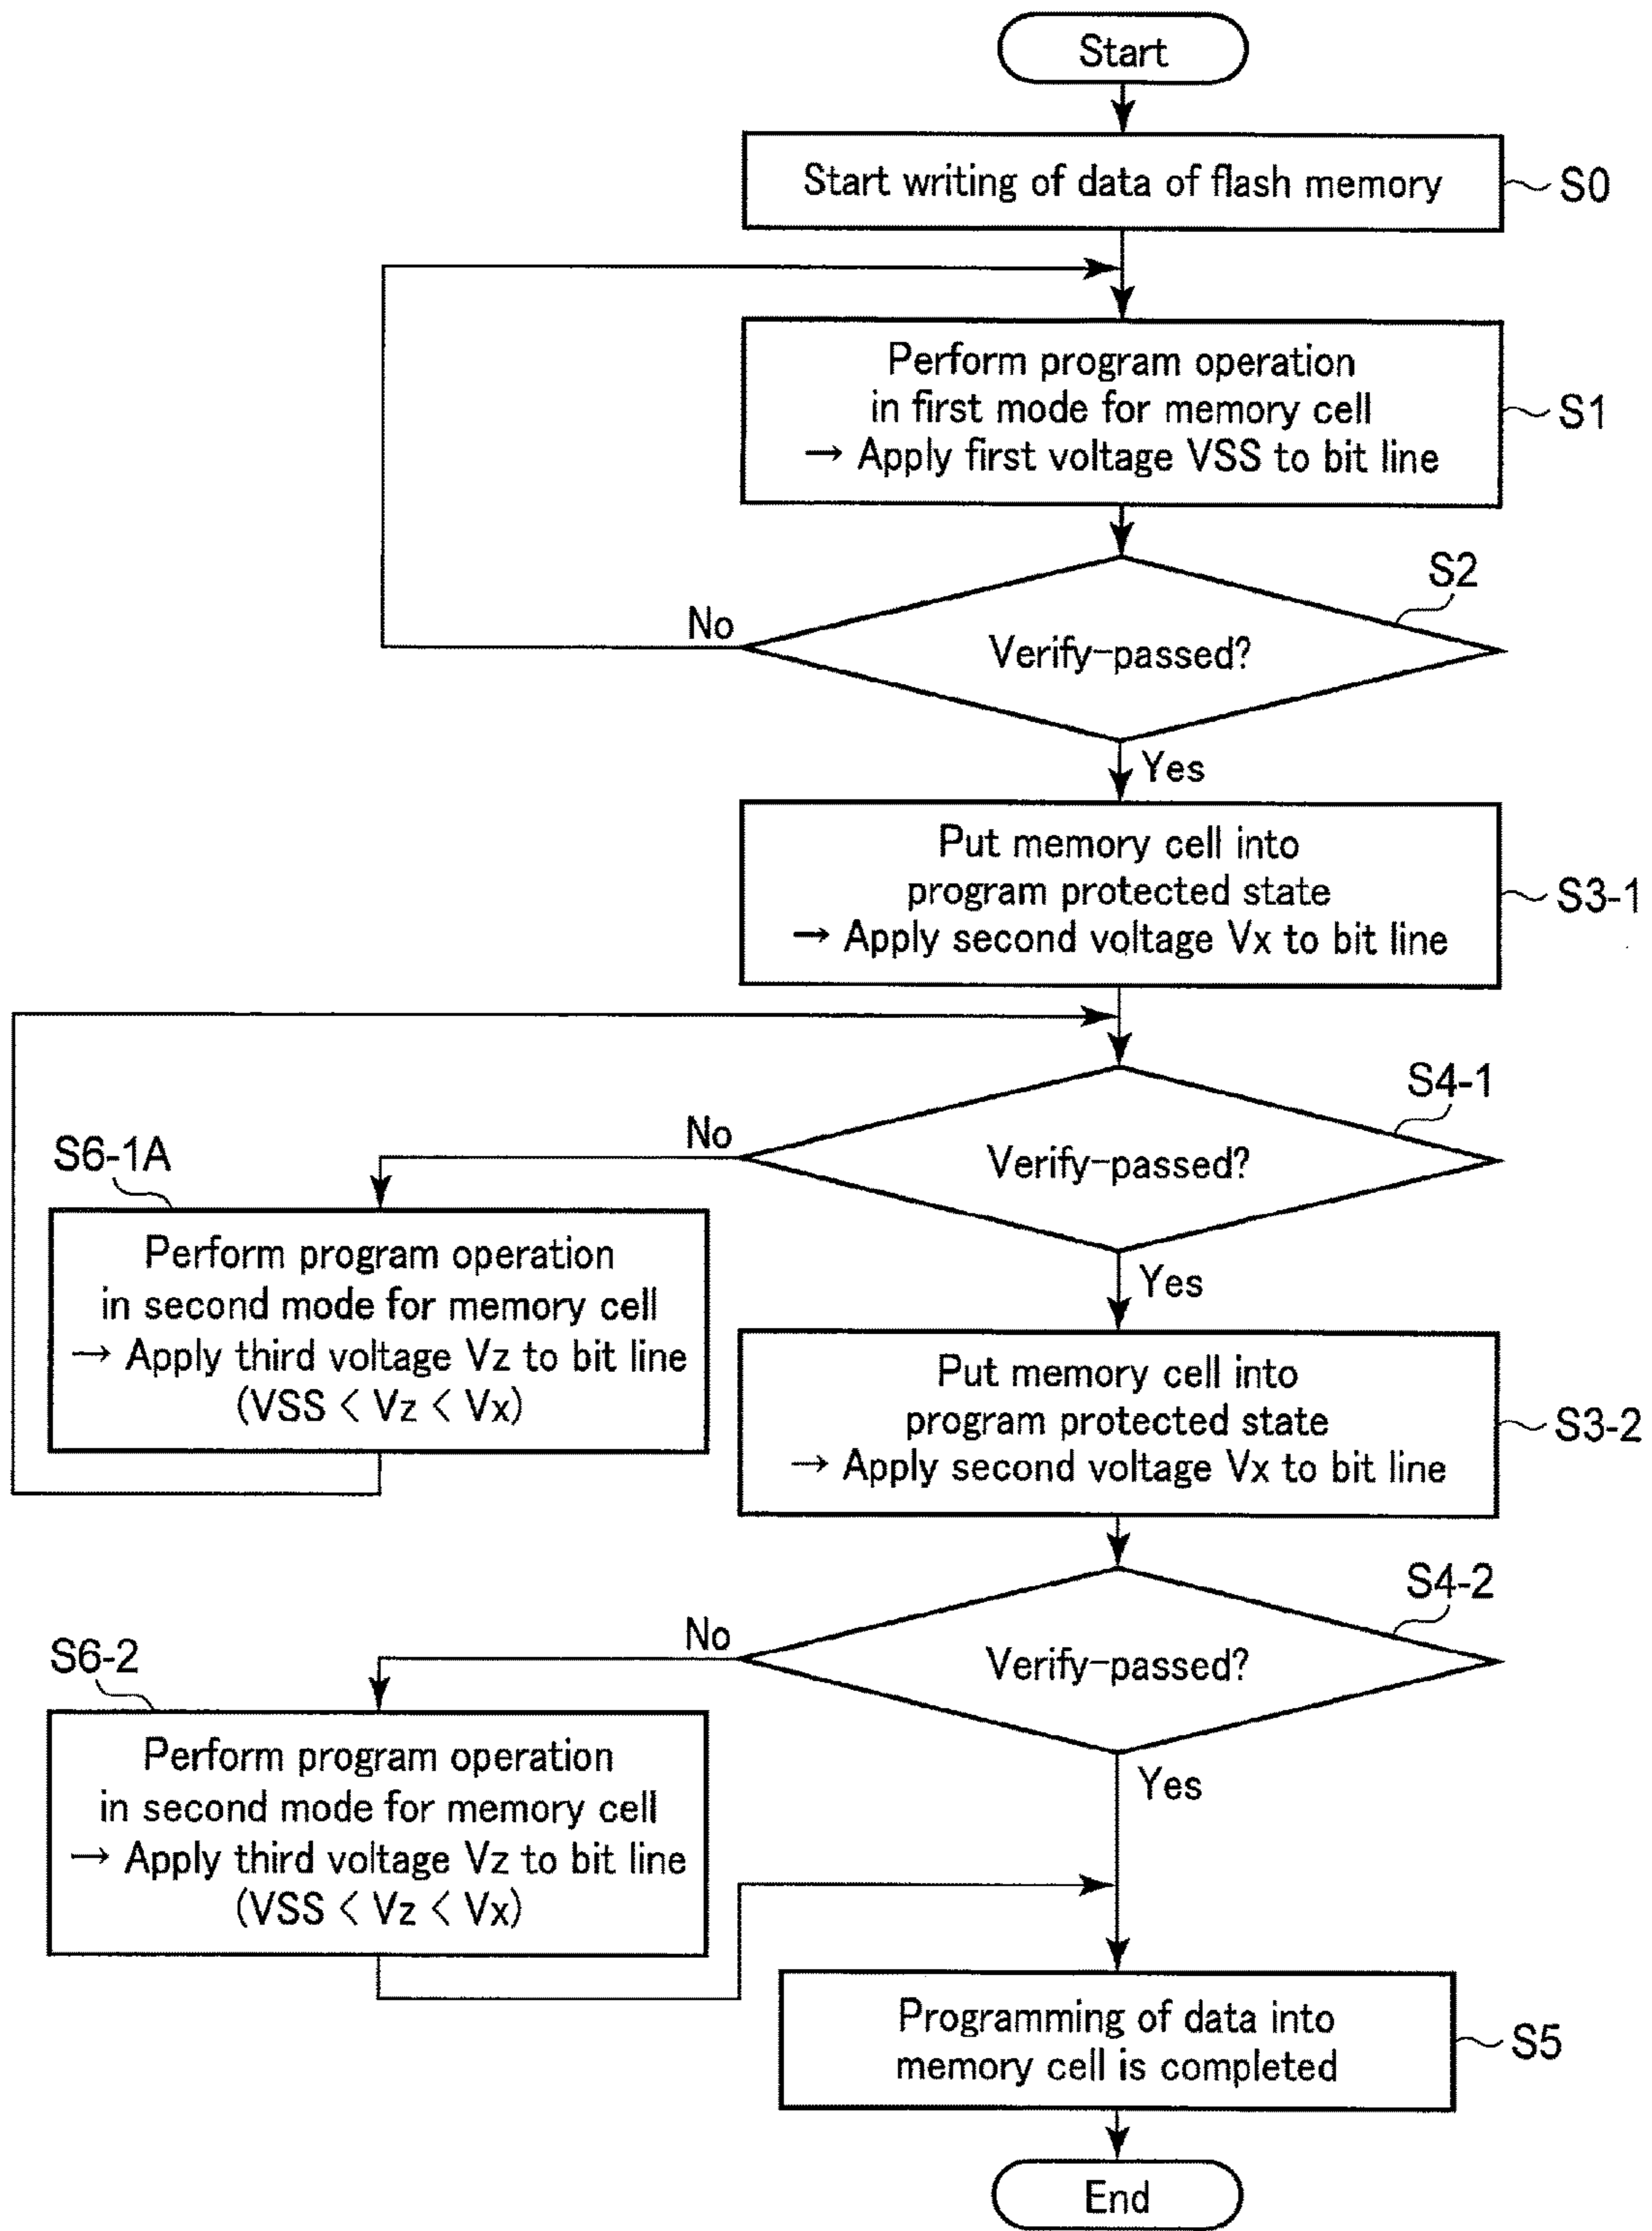 Start
Start writing of data of flash memory
S0
Perform program operation
in first mode for memory cell
→ Apply first voltage VSS to bit line
S1
S2
No
Verify-passed?
Yes
Put memory cell into
program protected state
→ Apply second voltage Vx to bit line
S3-1
S4-1
No
Verify-passed?
Yes
S6-1A
Perform program operation
in second mode for memory cell
→ Apply third voltage Vz to bit line
(VSS < Vz < Vx)
Put memory cell into
program protected state
→ Apply second voltage Vx to bit line
S3-2
S4-2
No
Verify-passed?
Yes
S6-2
Perform program operation
in second mode for memory cell
→ Apply third voltage Vz to bit line
(VSS < Vz < Vx)
Programming of data into
memory cell is completed
S5
End